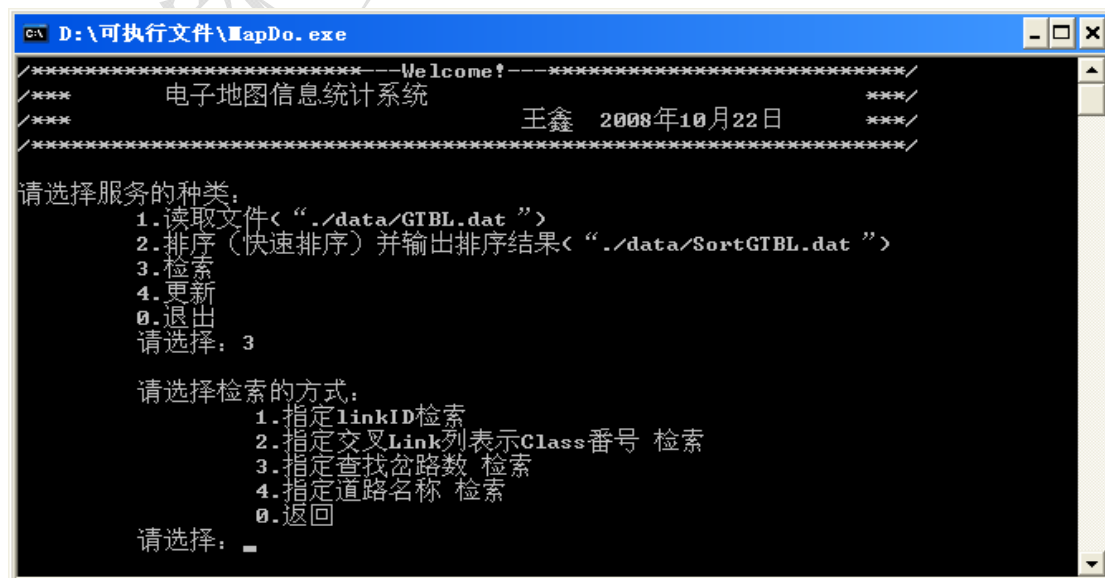 D:\可执行文件\MapDo.exe
/*************************---Welcome!---***************************/
/*** 电子地图信息统计系统 ***/
/*** 王鑫 2008年10月22日 ***/
/******************************************************************/
请选择服务的种类:
1.读取文件(“./data/GTBL.dat ”)
2.排序（快速排序）并输出排序结果(“./data/SortGTBL.dat ”)
3.检索
4.更新
0.退出
请选择: 3
请选择检索的方式:
1.指定linkID检索
2.指定交叉Link列表示Class番号 检索
3.指定查找岔路数 检索
4.指定道路名称 检索
0.返回
请选择: